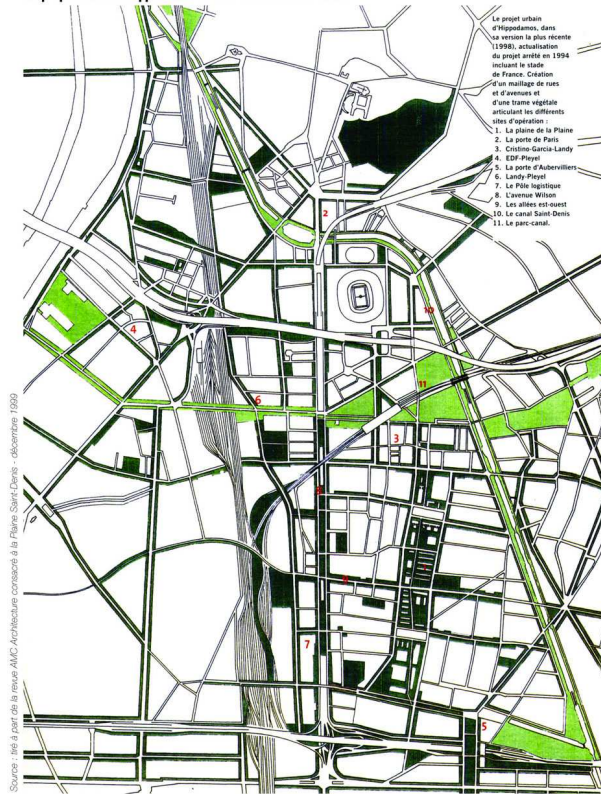 Le projet urbain
d'Hippodamos, dans
sa version la plus récente
(1998), actualisation
du projet arrêté en 1994
incluant le stade
de France. Création
d'un maillage de rues
et d'avenues et
d'une trame végétale
articulant les différents
sites d'opération :
1. La plaine de la Plaine
2. La porte de Paris
3. Cristino-Garcia-Landy
4. EDF-Pleyel
5. La porte d'Aubervilliers
6. Landy-Pleyel
7. Le Pôle logistique
8. L'avenue Wilson
9. Les allées est-ouest
10. Le canal Saint-Denis
11. Le parc-canal.
2
10
4
11
6
3
7
5
Source : tiré à part de la revue AMC Architecture consacré à la Plaine Saint-Denis - décembre 1999